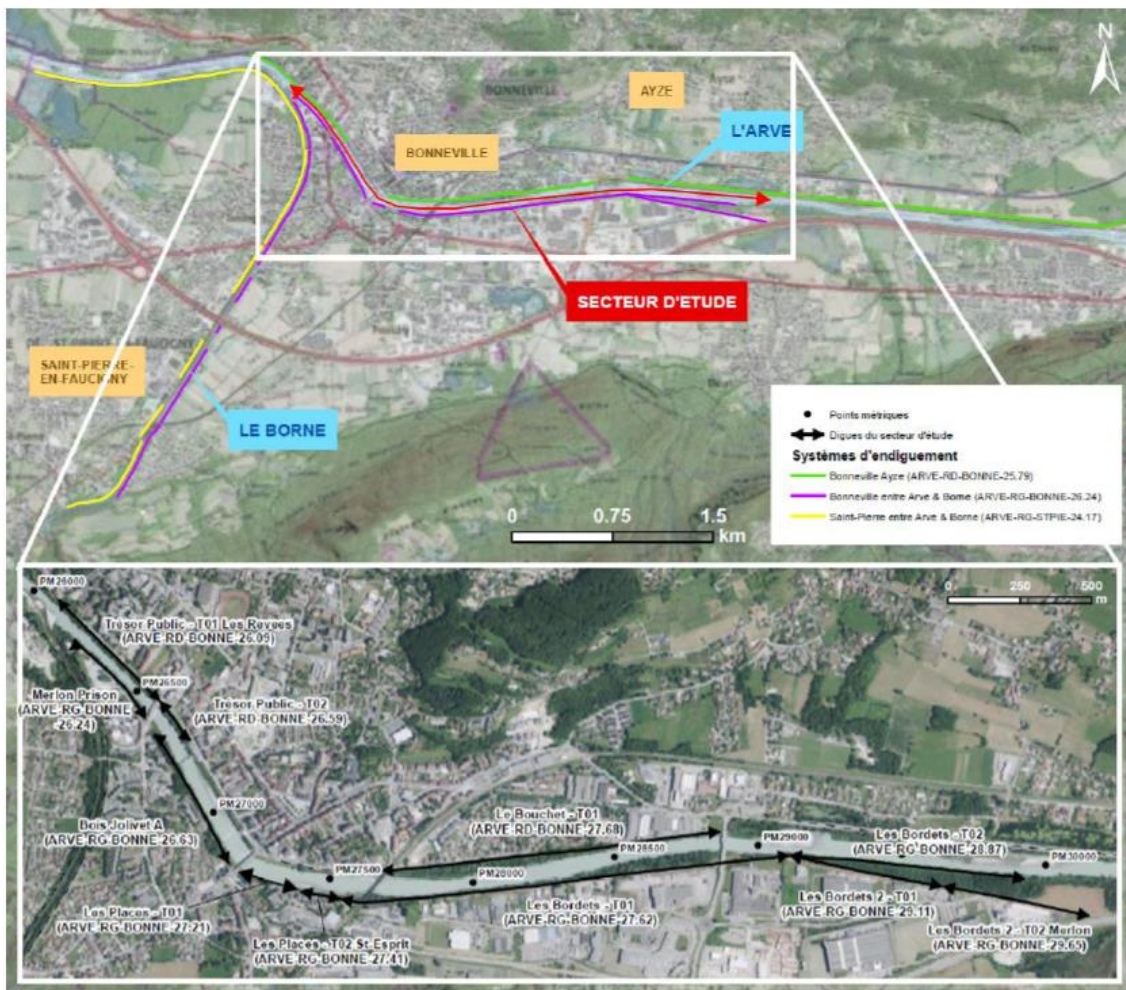 N
AYZE
L'ARVE
BONNEVILLE
BONNEVILLE
SECTEUR D'ETUDE
SAINT-PIERRE-
EN-FAUCIGNY
LE BORNE
Points métriques
Digues du secteur d'étude
Systèmes d'endiguement
Bonneville Ayze (ARVE-RD-BONNE-25.79)
Bonneville entre Arve & Borne (ARVE-RG-BONNE-26.24)
Saint-Pierre entre Arve & Borne (ARVE-RG-STPIE-24.17)
0 0.75 1.5
km
PM26000
0 250 500
m
Trésor Public - T01 Les Revées
(ARVE-RD-BONNE-26.09)
PM26500
Merlon Prison
(ARVE-RG-BONNE
-26.24)
Trésor Public - T02
(ARVE-RD-BONNE-26.59)
PM27000
Bois Jolivet A
(ARVE-RG-BONNE-26.63)
Le Bouchet - T01
(ARVE-RD-BONNE-27.68)
PM27500
PM28000
PM28500
PM29000
Les Bordets - T02
(ARVE-RG-BONNE-28.87)
PM30000
Les Places - T01
(ARVE-RG-BONNE-27.21)
Les Places - T02 St-Esprit
(ARVE-RG-BONNE-27.41)
Les Bordets - T01
(ARVE-RG-BONNE-27.62)
Les Bordets 2 - T01
(ARVE-RG-BONNE-29.11)
Les Bordets 2 - T02 Merlon
(ARVE-RG-BONNE-29.65)